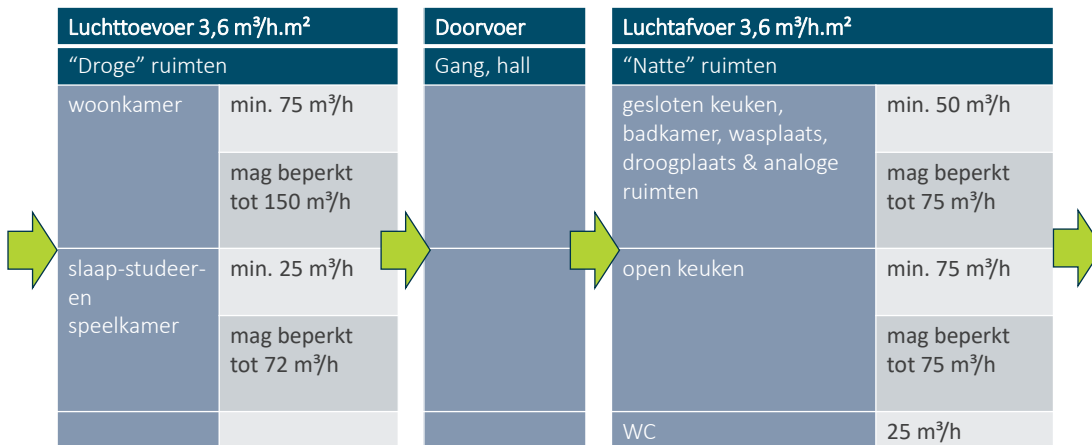 Luchttoevoer 3,6 m³/h.m²
"Droge" ruimten
woonkamer
min. 75 m³/h
mag beperkt
tot 150 m³/h
slaap-studeer-
en
speelkamer
min. 25 m³/h
mag beperkt
tot 72 m³/h
Doorvoer
Gang, hall
Luchtafvoer 3,6 m³/h.m²
"Natte" ruimten
gesloten keuken,
badkamer, wasplaats,
droogplaats & analoge
ruimten
min. 50 m³/h
mag beperkt
tot 75 m³/h
open keuken
min. 75 m³/h
mag beperkt
tot 75 m³/h
WC
25 m³/h